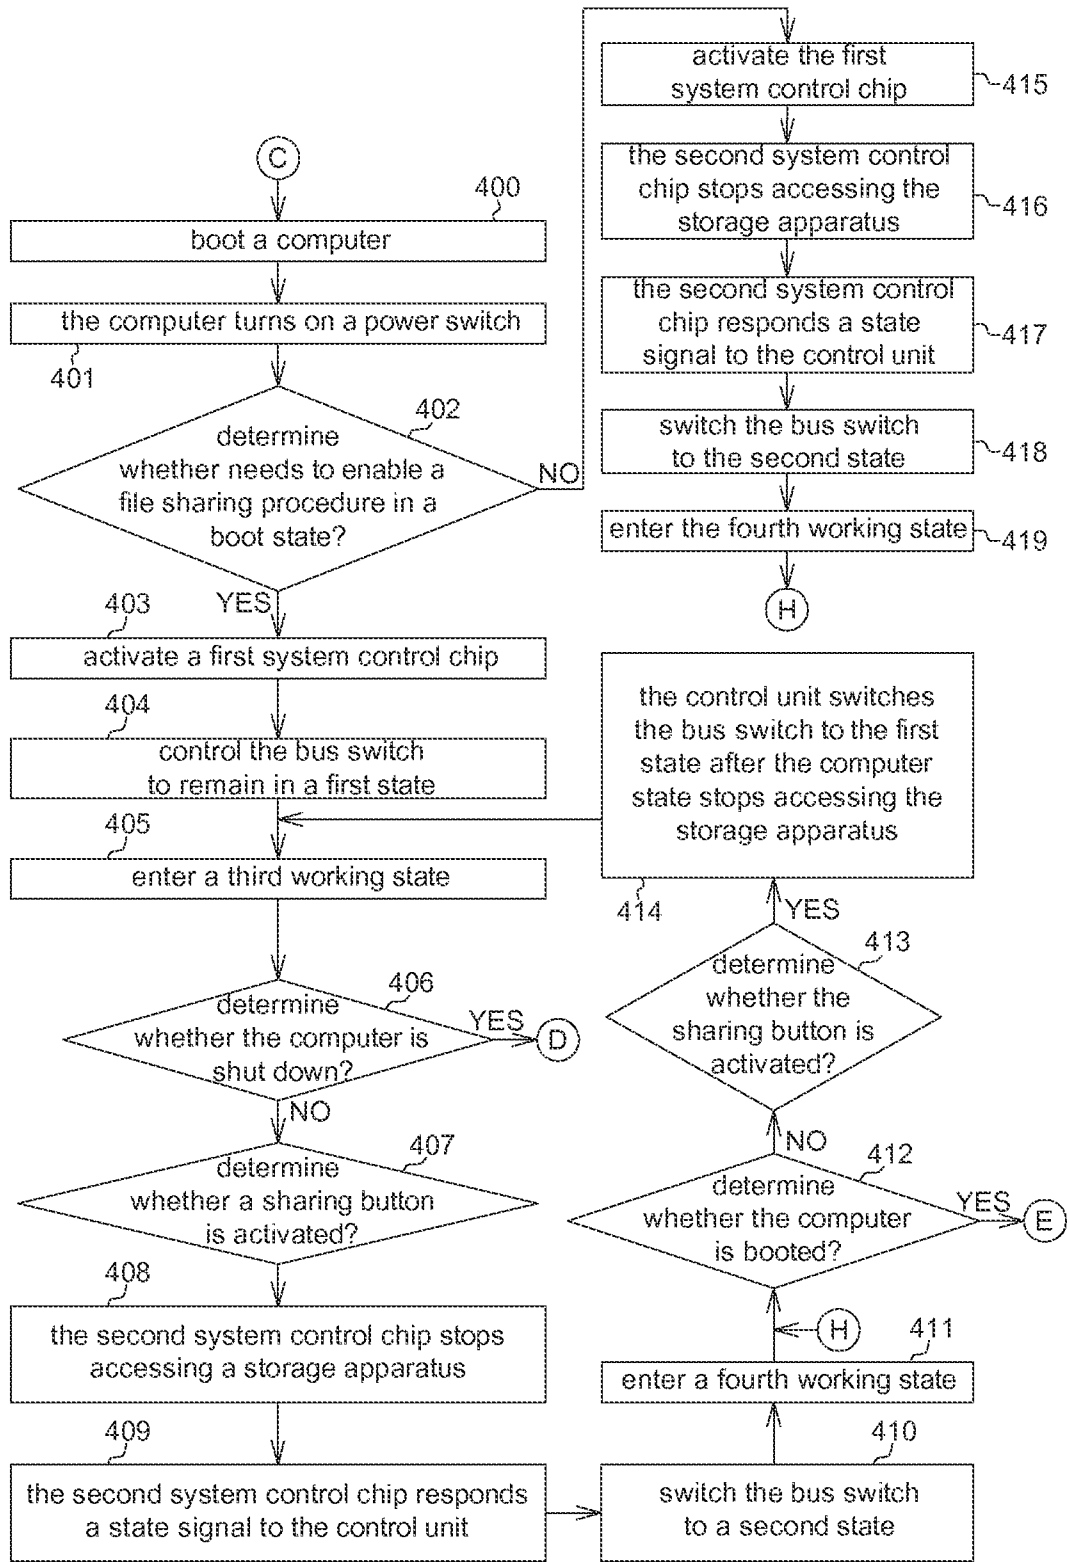 C
400
boot a computer
the computer turns on a power switch
401
402
determine
whether needs to enable a
file sharing procedure in a
boot state?
NO
YES
403
activate a first system control chip
404
control the bus switch
to remain in a first state
405
enter a third working state
406
determine
whether the computer is
shut down?
YES
D
NO
407
determine
whether a sharing button
is activated?
408
the second system control chip stops
accessing a storage apparatus
409
the second system control chip responds
a state signal to the control unit
410
switch the bus switch
to a second state
411
enter a fourth working state
H
412
determine
whether the computer
is booted?
YES
E
NO
413
determine
whether the
sharing button is
activated?
YES
414
the control unit switches
the bus switch to the first
state after the computer
state stops accessing the
storage apparatus
activate the first
system control chip
415
the second system control
chip stops accessing the
storage apparatus
416
the second system control
chip responds a state
signal to the control unit
417
switch the bus switch
to the second state
418
enter the fourth working state
419
H